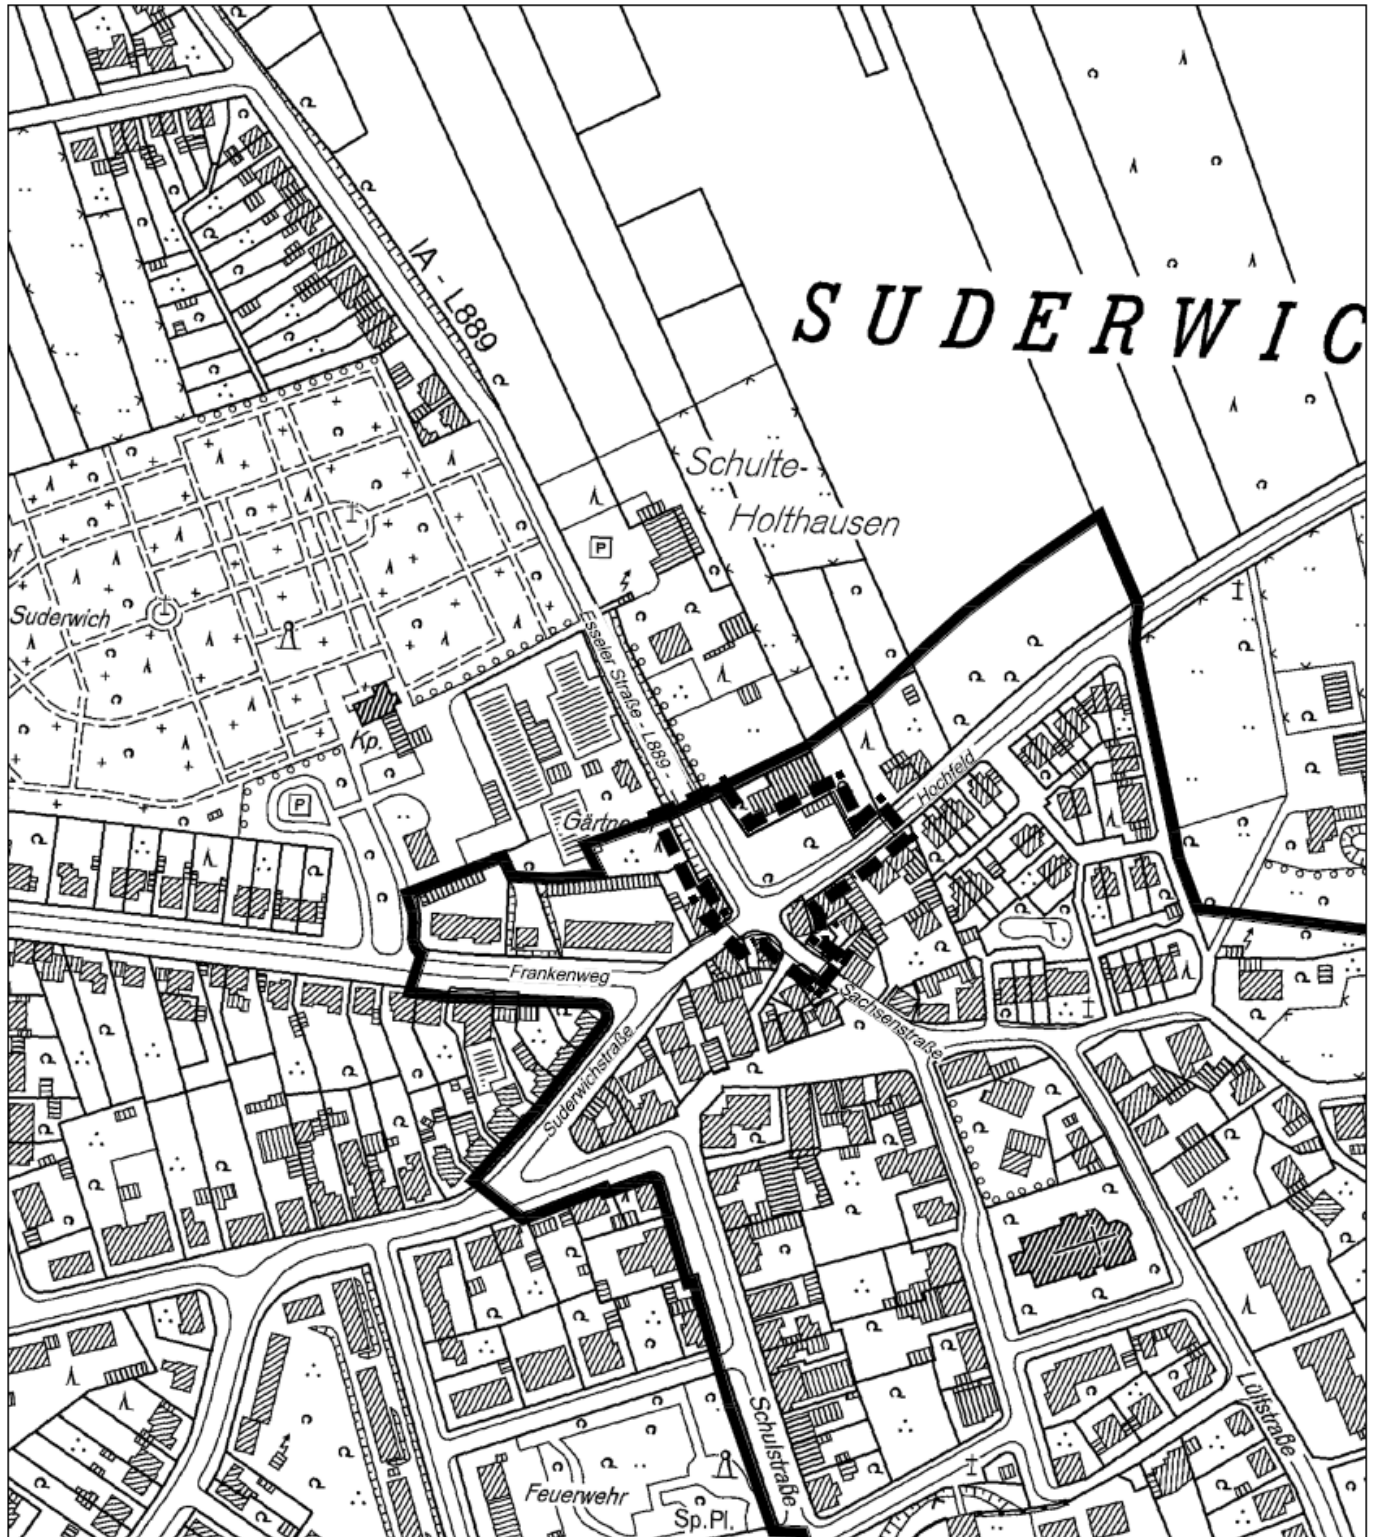 IA - L889
SUDERWIC
Schulte-
Holthausen
P
of
Suderwich
Esseler Straße - L889 -
Kp.
P
Hochfeld
Frankenweg
Sachsenstraße
Suderwichstraße
Schulstraße
Lülfstraße
Feuerwehr
Sp.Pl.